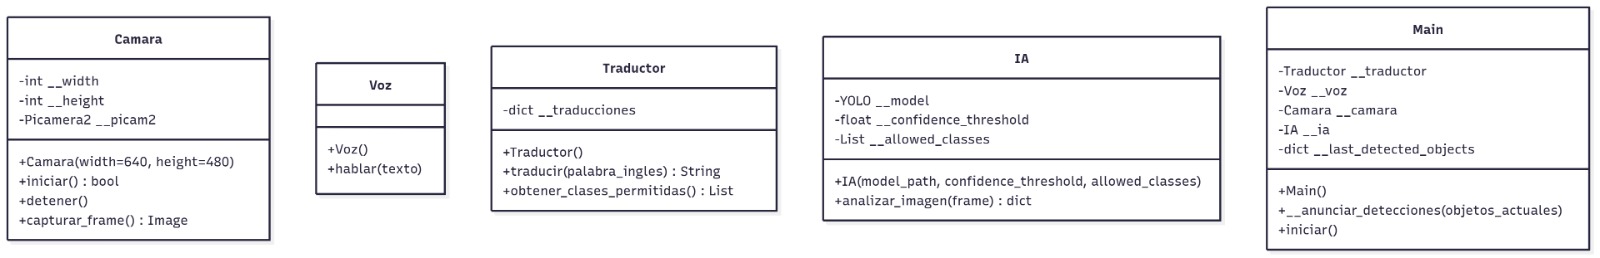 Camara
-int __width
-int __height
-Picamera2 __picam2
+Camara(width=640, height=480)
+iniciar() : bool
+detener()
+capturar_frame() : Image
Voz
+Voz()
+hablar(texto)
Traductor
-dict __traducciones
+Traductor()
+traducir(palabra_ingles) : String
+obtener_clases_permitidas() : List
IA
-YOLO __model
-float __confidence_threshold
-List __allowed_classes
+IA(model_path, confidence_threshold, allowed_classes)
+analizar_imagen(frame) : dict
Main
-Traductor __traductor
-Voz __voz
-Camara __camara
-IA __ia
-dict __last_detected_objects
+Main()
+__anunciar_detecciones(objetos_actuales)
+iniciar()